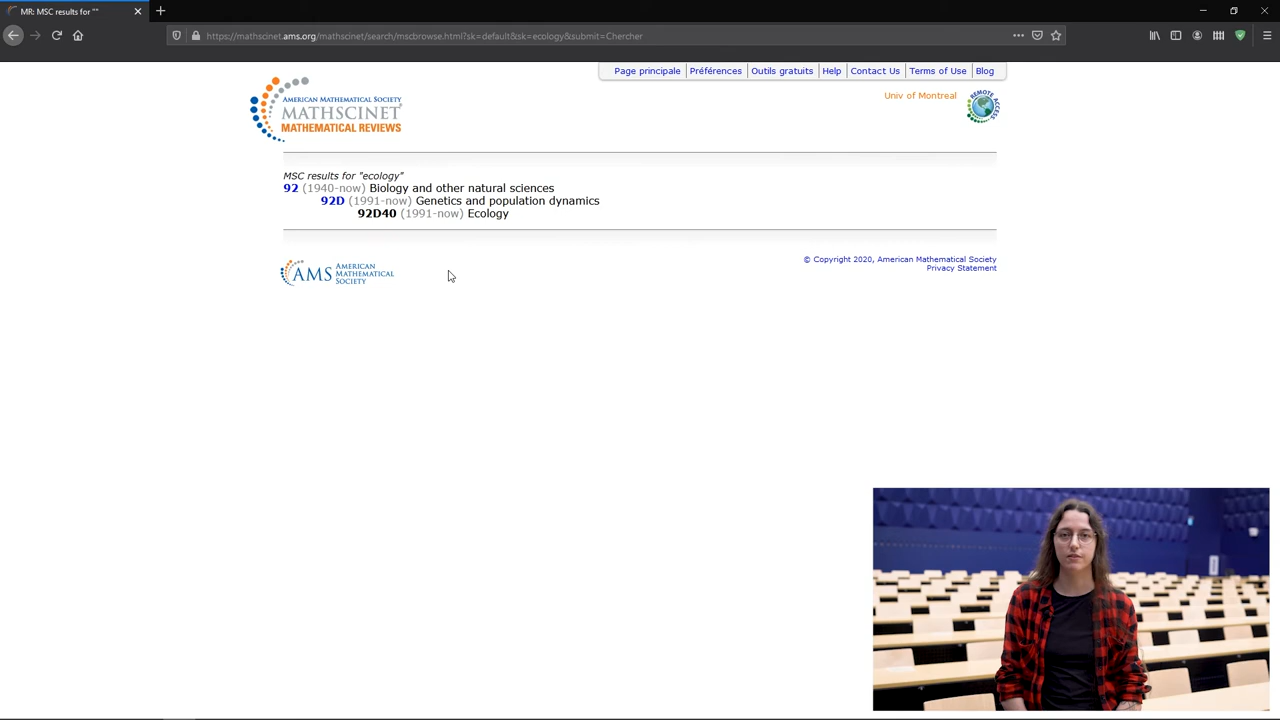 MR: MSC results for ""
https://mathscinet.ams.org/mathscinet/search/mscbrowse.html?sk=default&sk=ecology&submit=Chercher
Page principale Préférences Outils gratuits Help Contact Us Terms of Use Blog
AMERICAN MATHEMATICAL SOCIETY
MATHSCINET
MATHEMATICAL REVIEWS
Univ of Montreal
REMOTE ACCESS
MSC results for "ecology"
92 (1940-now) Biology and other natural sciences
92D (1991-now) Genetics and population dynamics
92D40 (1991-now) Ecology
AMS AMERICAN
MATHEMATICAL
SOCIETY
© Copyright 2020, American Mathematical Society
Privacy Statement